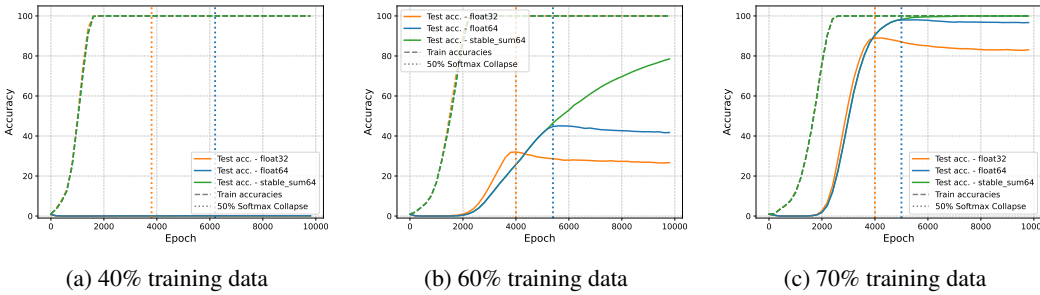 100
80
60
40
20
0
Accuracy
Test acc. - float32
Test acc. - float64
Test acc. - stable_sum64
Train accuracies
50% Softmax Collapse
0 2000 4000 6000 8000 10000
Epoch
(a) 40% training data
100
80
60
40
20
0
Accuracy
Test acc. - float32
Test acc. - float64
Test acc. - stable_sum64
Train accuracies
50% Softmax Collapse
0 2000 4000 6000 8000 10000
Epoch
(b) 60% training data
100
80
60
40
20
0
Accuracy
Test acc. - float32
Test acc. - float64
Test acc. - stable_sum64
Train accuracies
50% Softmax Collapse
0 2000 4000 6000 8000 10000
Epoch
(c) 70% training data